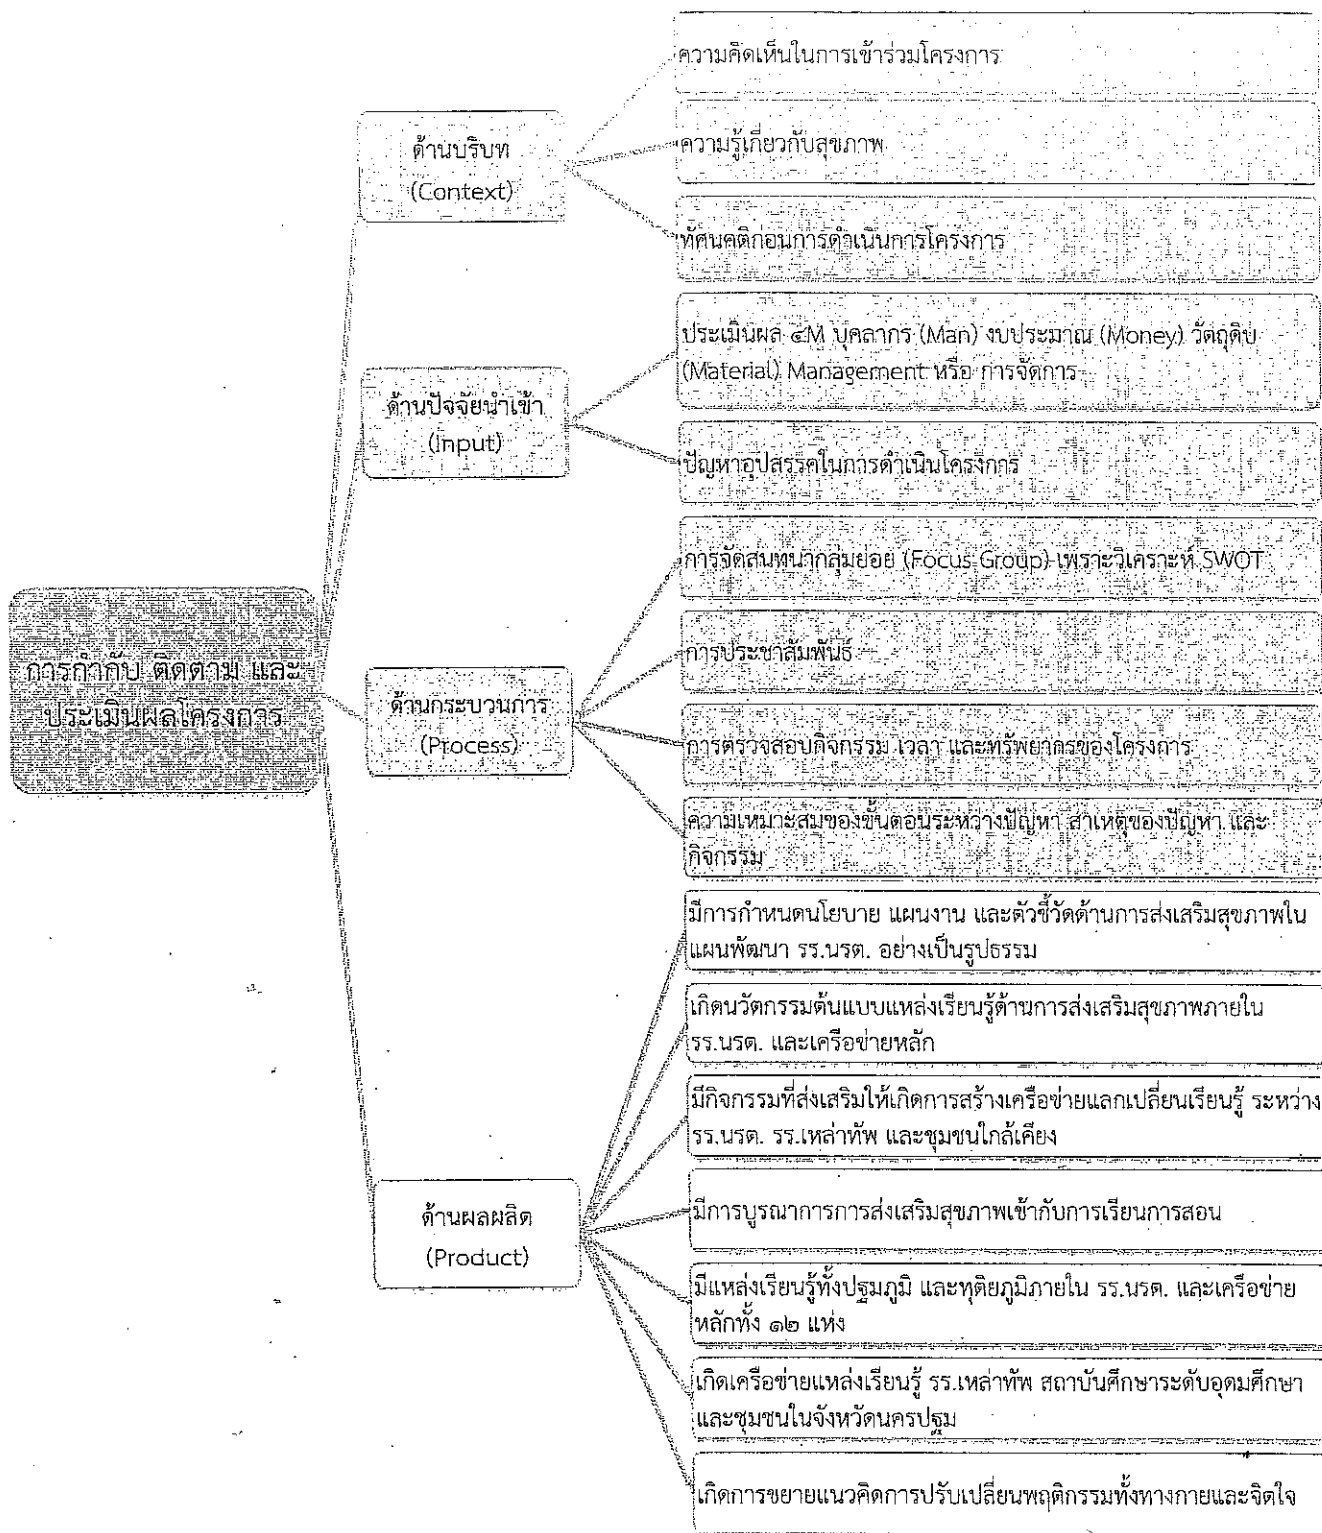 การกำกับ ติดตาม และ
ประเมินผลโครงการ
ด้านบริบท
(Context)
ความคิดเห็นในการเข้าร่วมโครงการ
ความรู้เกี่ยวกับสุขภาพ
ทัศนคติก่อนการดำเนินการโครงการ
ด้านปัจจัยนำเข้า
(Input)
ประเมินผล ๔M บุคลากร (Man) งบประมาณ (Money) วัตถุดิบ
(Material) Management หรือ การจัดการ
ปัญหาอุปสรรคในการดำเนินโครงการ
ด้านกระบวนการ
(Process)
การจัดสนทนากลุ่มย่อย (Focus Group) เพราะวิเคราะห์ SWOT
การประชาสัมพันธ์
การตรวจสอบกิจกรรม เวลา และทรัพยากรของโครงการ
ความเหมาะสมของขั้นตอนระหว่างปัญหา สาเหตุของปัญหา และ
กิจกรรม
ด้านผลผลิต
(Product)
มีการกำหนดนโยบาย แผนงาน และตัวชี้วัดด้านการส่งเสริมสุขภาพใน
แผนพัฒนา รร.นรต. อย่างเป็นรูปธรรม
เกิดนวัตกรรมต้นแบบแหล่งเรียนรู้ด้านการส่งเสริมสุขภาพภายใน
รร.นรต. และเครือข่ายหลัก
มีกิจกรรมที่ส่งเสริมให้เกิดการสร้างเครือข่ายแลกเปลี่ยนเรียนรู้ ระหว่าง
รร.นรต. รร.เหล่าทัพ และชุมชนใกล้เคียง
มีการบูรณาการการส่งเสริมสุขภาพเข้ากับการเรียนการสอน
มีแหล่งเรียนรู้ทั้งปฐมภูมิ และทุติยภูมิภายใน รร.นรต. และเครือข่าย
หลักทั้ง ๑๒ แห่ง
เกิดเครือข่ายแหล่งเรียนรู้ รร.เหล่าทัพ สถาบันศึกษาระดับอุดมศึกษา
และชุมชนในจังหวัดนครปฐม
เกิดการขยายแนวคิดการปรับเปลี่ยนพฤติกรรมทั้งทางกายและจิตใจ